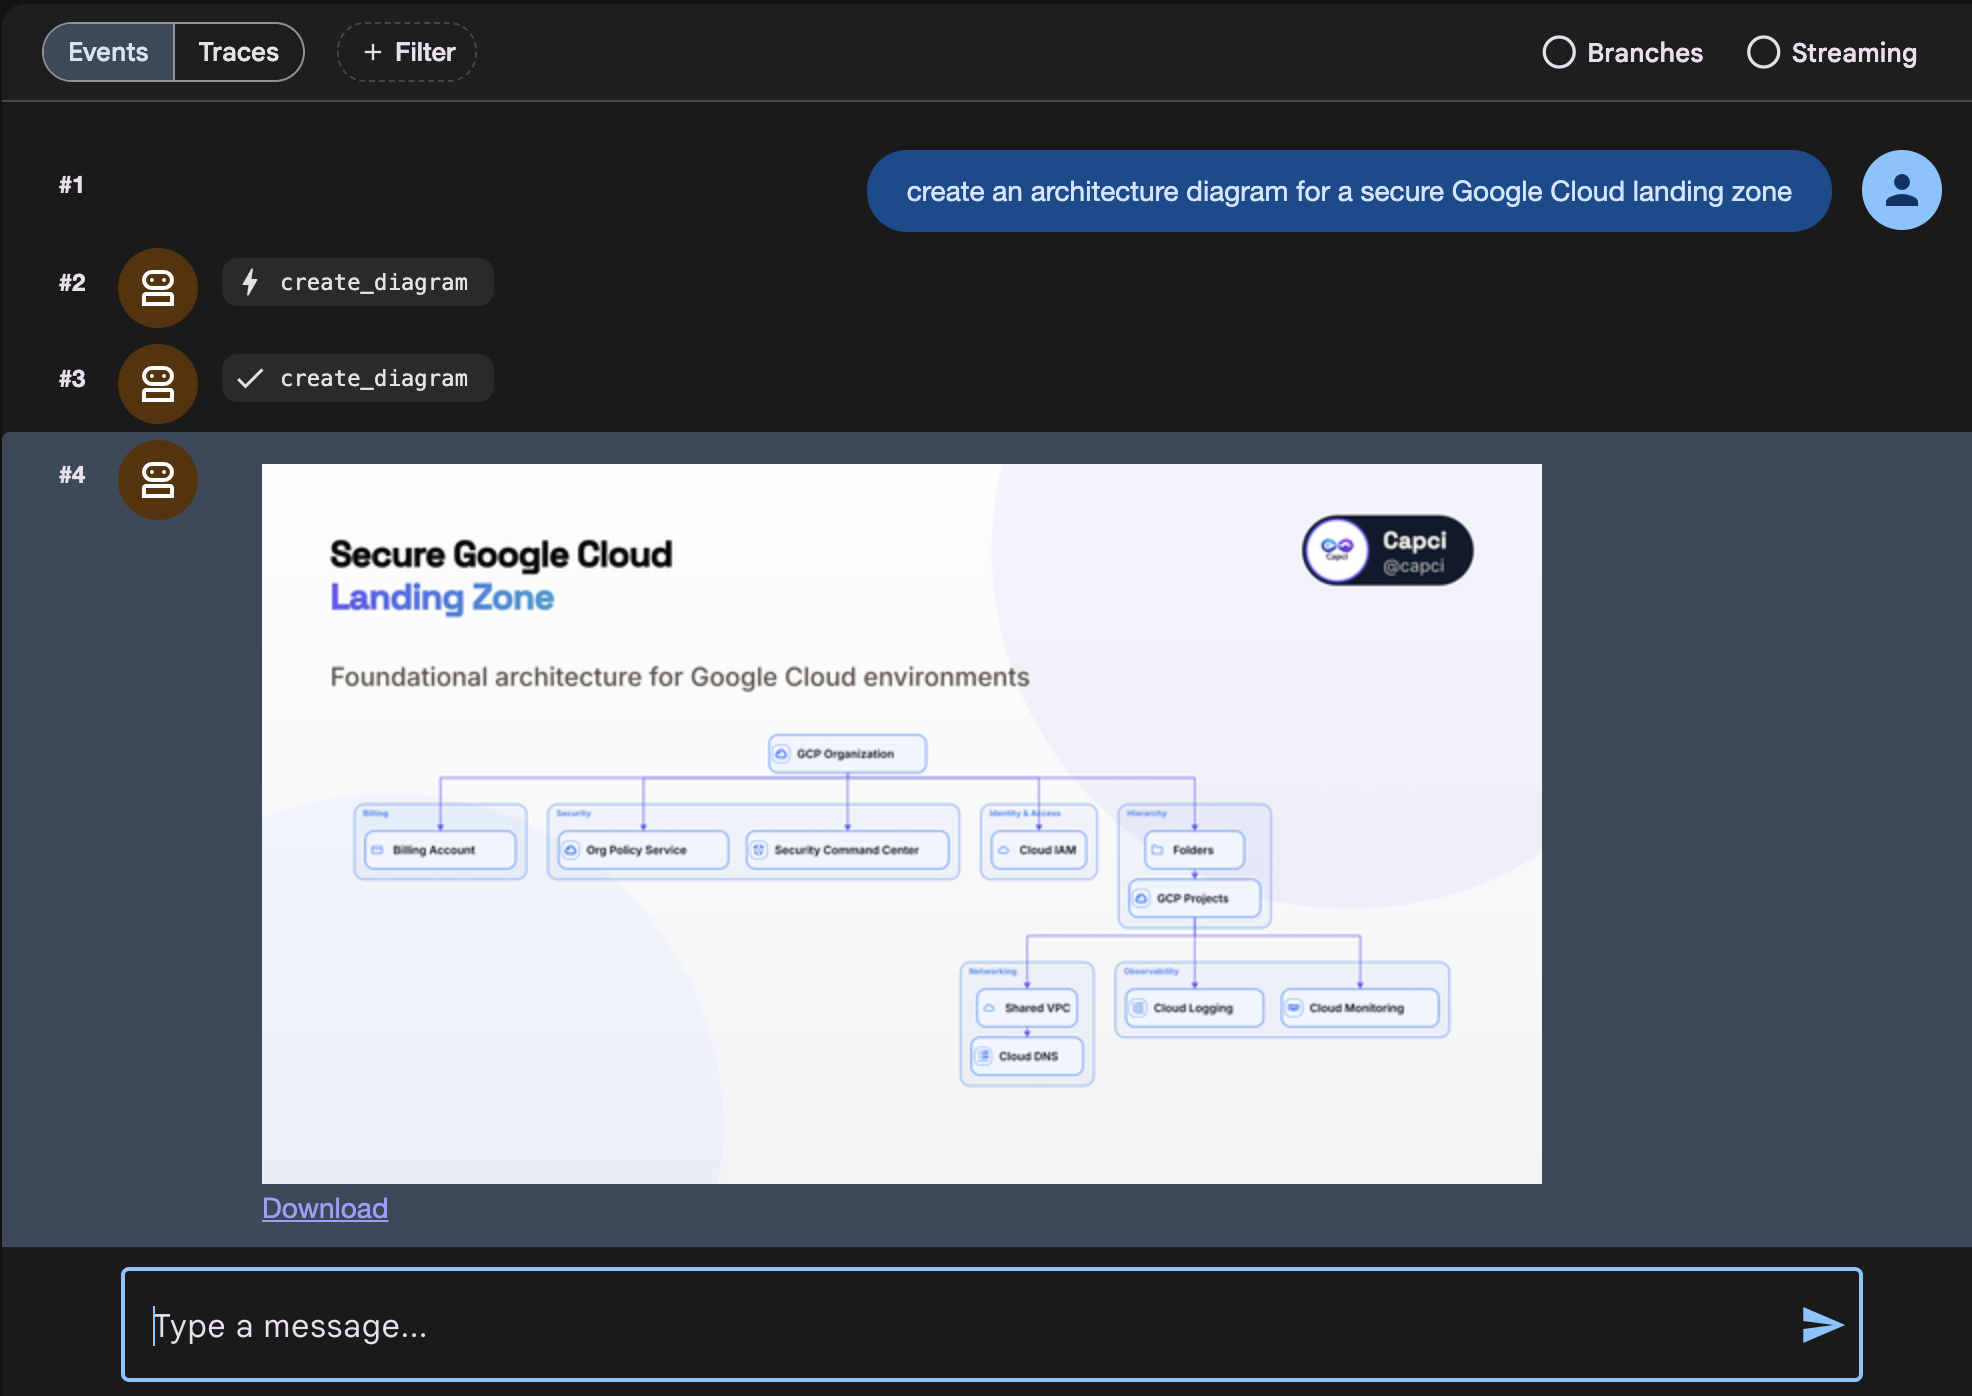 Events
Traces
+ Filter
Branches
Streaming
#1
create an architecture diagram for a secure Google Cloud landing zone
#2
create_diagram
#3
create_diagram
#4
Secure Google Cloud
Landing Zone
Capci
Capci
@capci
Foundational architecture for Google Cloud environments
GCP Organization
Billing
Billing Account
Security
Org Policy Service
Security Command Center
Identity & Access
Cloud IAM
Hierarchy
Folders
GCP Projects
Networking
Shared VPC
Cloud DNS
Observability
Cloud Logging
Cloud Monitoring
Download
Type a message...